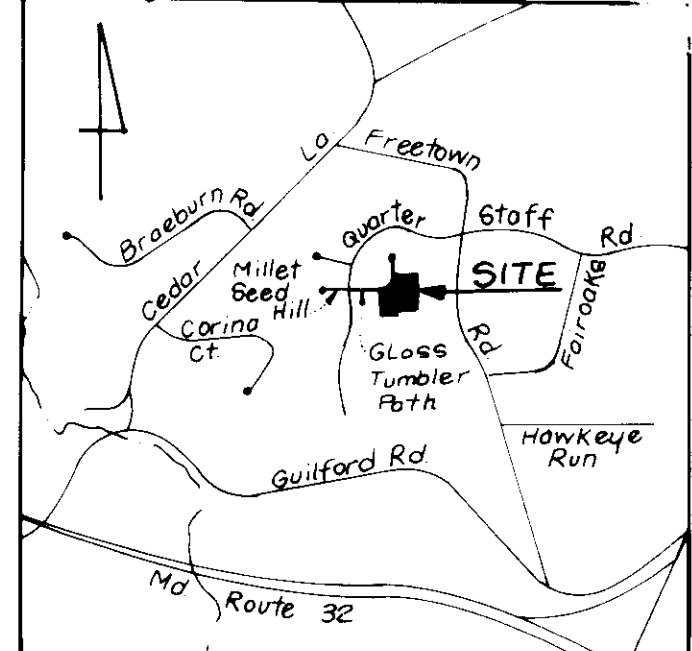 La.
Freetown
Braeburn Rd
Quarter Staff Rd
Cedar
Millet
Seed
Hill
SITE
Fairoaks
Corina
Ct.
Rd
Glass
Tumbler
Path
Hawkeye
Run
Guilford Rd.
Md. Route 32